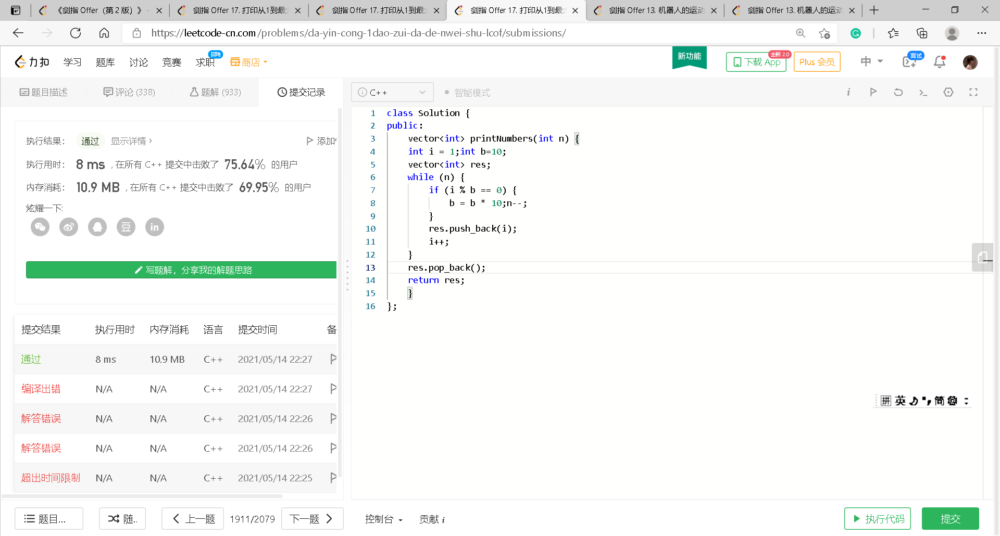 《剑指 Offer（第 2 版）》 -
剑指 Offer 17. 打印从1到最大
剑指 Offer 17. 打印从1到最大
剑指 Offer 17. 打印从1到最大
剑指 Offer 13. 机器人的运动
剑指 Offer 13. 机器人的运动
https://leetcode-cn.com/problems/da-yin-cong-1dao-zui-da-de-nwei-shu-lcof/submissions/
力扣 学习 题库 讨论 竞赛 求职 招聘 商店 新功能 下载 App 全新 2.0 Plus 会员 中 面试
题目描述 评论 (338) 题解 (933) 提交记录 C++ 智能模式
执行结果： 通过 显示详情 › 添加
执行用时： 8 ms , 在所有 C++ 提交中击败了 75.64% 的用户
内存消耗： 10.9 MB , 在所有 C++ 提交中击败了 69.95% 的用户
炫耀一下:
豆 in
写题解，分享我的解题思路
提交结果 执行用时 内存消耗 语言 提交时间 备
通过 8 ms 10.9 MB C++ 2021/05/14 22:27
编译出错 N/A N/A C++ 2021/05/14 22:27
解答错误 N/A N/A C++ 2021/05/14 22:26
解答错误 N/A N/A C++ 2021/05/14 22:26
超出时间限制 N/A N/A C++ 2021/05/14 22:25
1 class Solution {
2 public:
3 vector<int> printNumbers(int n) {
4 int i = 1;int b=10;
5 vector<int> res;
6 while (n) {
7 if (i % b == 0) {
8 b = b * 10;n--;
9 }
10 res.push_back(i);
11 i++;
12 }
13 res.pop_back();
14 return res;
15 }
16 };
拼 英 简
题目... 随.. 上一题 1911/2079 下一题 控制台 贡献 i 执行代码 提交